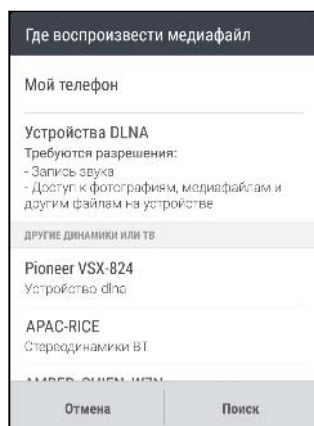 Где воспроизвести медиафайл
Мой телефон
Устройства DLNA
Требуются разрешения:
- Запись звука
- Доступ к фотографиям, медиафайлам и
другим файлам на устройстве
ДРУГИЕ ДИНАМИКИ ИЛИ ТВ
Pioneer VSX-824
Устройство dlna
APAC-RICE
Стереодинамики BT
Отмена
Поиск